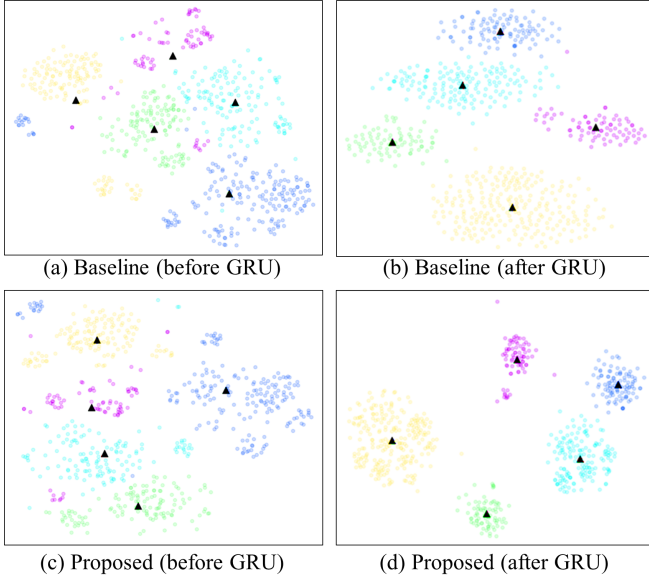 (a) Baseline (before GRU)
(b) Baseline (after GRU)
(c) Proposed (before GRU)
(d) Proposed (after GRU)